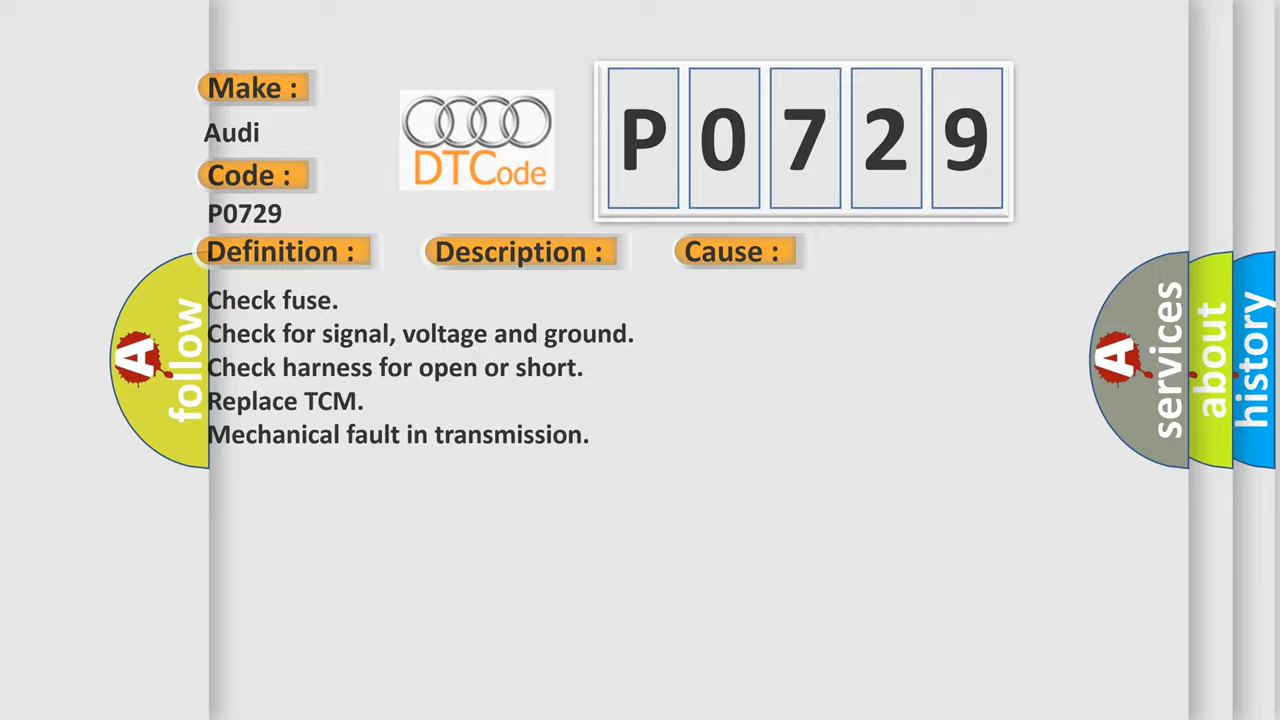 Make :
Audi
Code :
P0729
DTCode
P0729
Definition :
Description :
Cause :
Check fuse.
Check for signal, voltage and ground.
Check harness for open or short.
Replace TCM.
Mechanical fault in transmission.
A follow
A services
about
history